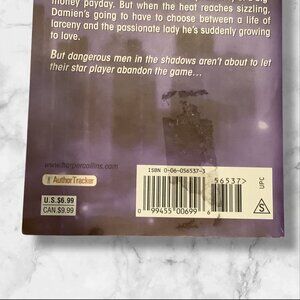 money payday. But when the heat reaches sizzling,
Damien's going to have to choose between a life of
larceny and the passionate lady he's suddenly growing
to love.
But dangerous men in the shadows aren't about to let
their star player abandon the game...
www.harpercollins.com
AuthorTracker
U.S. $6.99
CAN $9.99
ISBN 0-06-056537-3
56537>
0 99455 00699
UPC
S